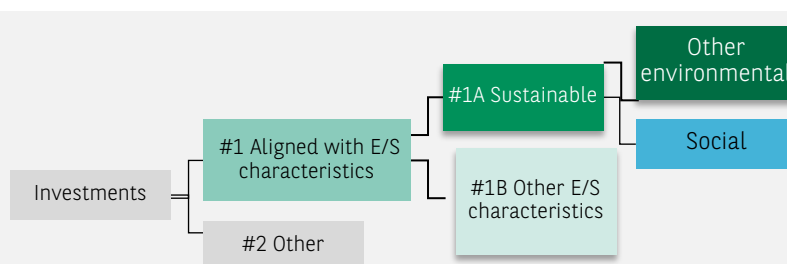 Other
environmental
#1A Sustainable
Social
#1 Aligned with E/S
characteristics
#1B Other E/S
characteristics
Investments
#2 Other